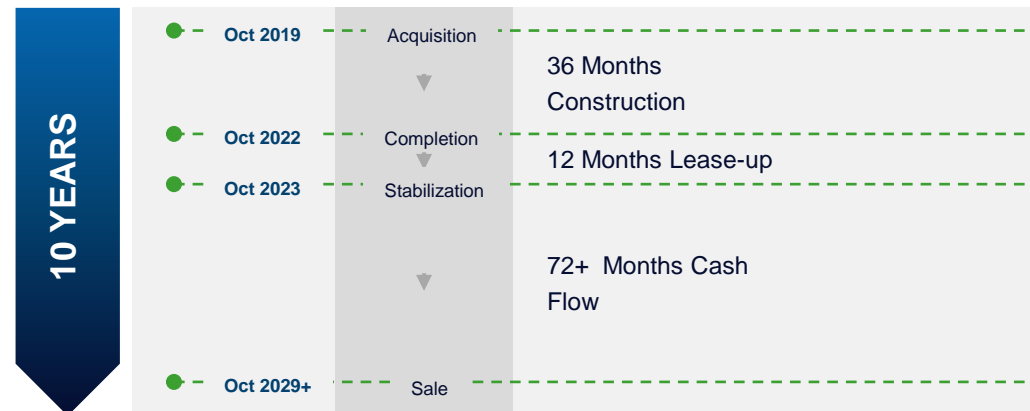 10 YEARS
Oct 2019
Acquisition
36 Months
Construction
Oct 2022
Completion
12 Months Lease-up
Oct 2023
Stabilization
72+ Months Cash
Flow
Oct 2029+
Sale